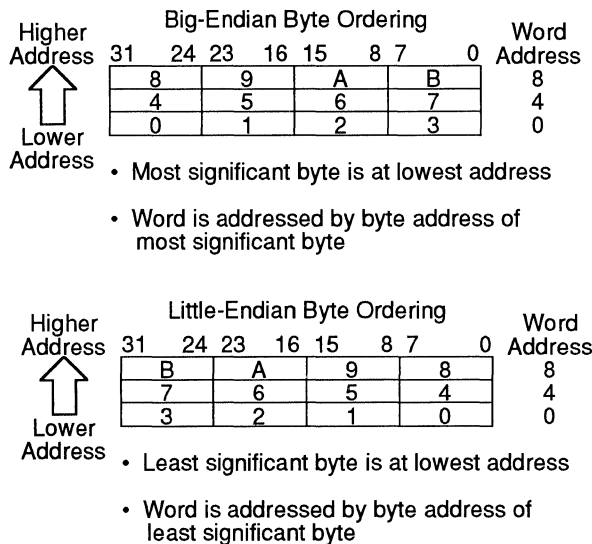 Big-Endian Byte Ordering
Higher Address 31 24 23 16 15 8 7 0 Word Address
8 9 A B 8
4 5 6 7 4
0 1 2 3 0
Lower Address
• Most significant byte is at lowest address
• Word is addressed by byte address of
most significant byte
Little-Endian Byte Ordering
Higher Address 31 24 23 16 15 8 7 0 Word Address
B A 9 8 8
7 6 5 4 4
3 2 1 0 0
Lower Address
• Least significant byte is at lowest address
• Word is addressed by byte address of
least significant byte